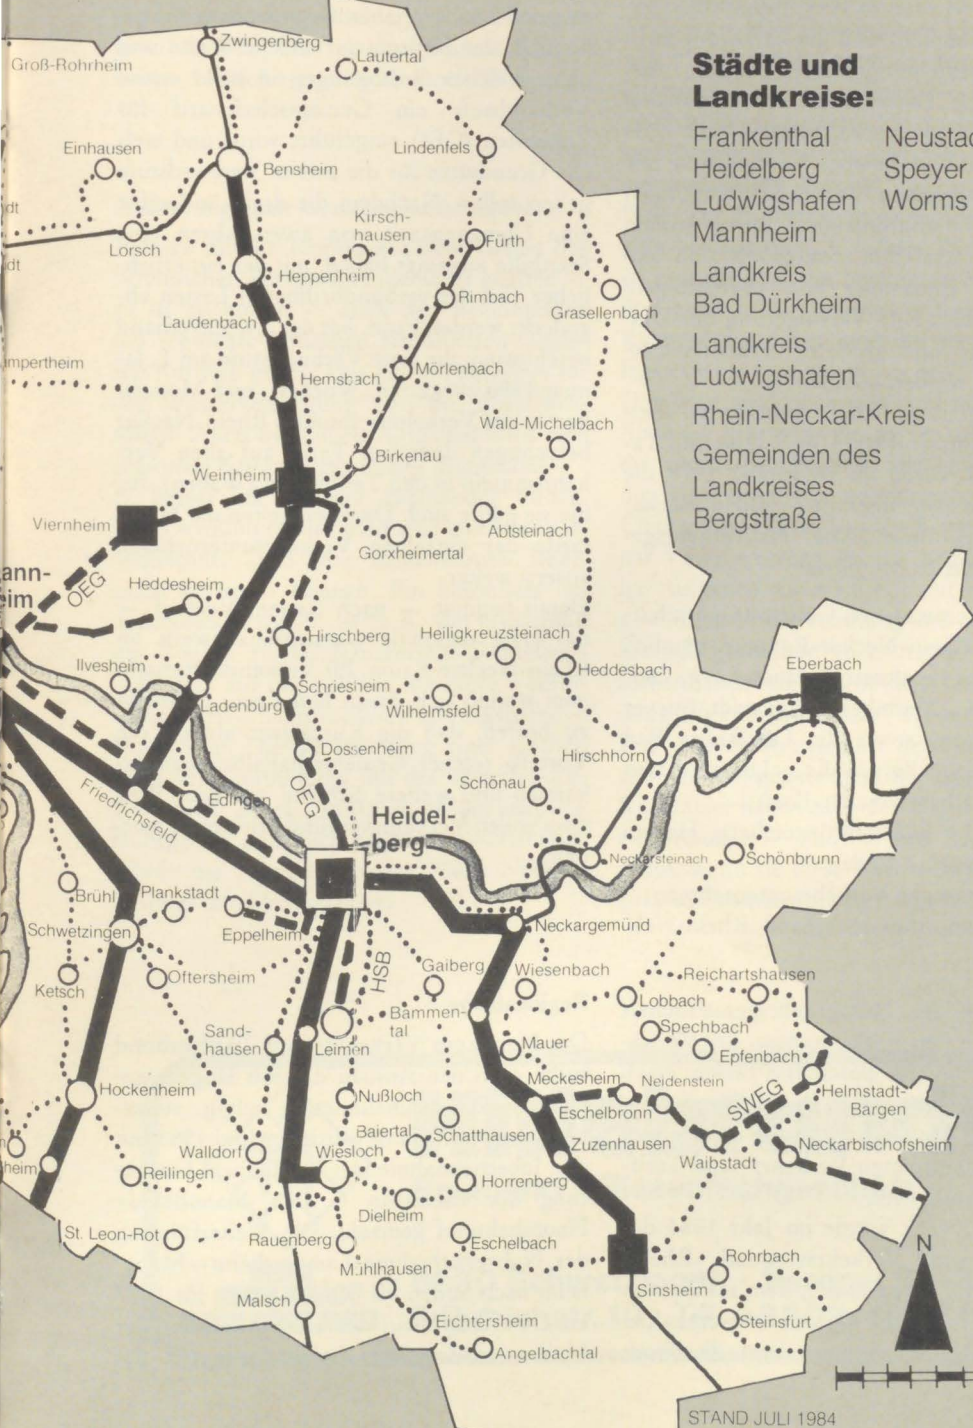 Städte und
Landkreise:
Frankenthal
Heidelberg
Ludwigshafen
Mannheim
Speyer
Worms
Landkreis
Bad Dürkheim
Landkreis
Ludwigshafen
Rhein-Neckar-Kreis
Gemeinden des
Landkreises
Bergstraße
Zwingenberg
Groß-Rohrheim
Lautertal
Einhausen
Lindenfels
Bensheim
Kirsch-
hausen
Lorsch
Fürth
Heppenheim
Rimbach
Grasellenbach
Laudenbach
mpertheim
Hemsbach
Mörlenbach
Wald-Michelbach
Weinheim
Birkenau
Viernheim
Abtsteinach
Gorxheimertal
ann-
eim
OEG
Heddesheim
Hirschberg
Heiligkreuzsteinach
Heddesbach
Eberbach
Ilvesheim
Schriesheim
Ladenburg
Wilhelmsfeld
Dossenheim
Hirschhorn
Schönau
Friedrichsfeld
Edingen
OEG
Heidel-
berg
Neckarsteinach
Schönbrunn
Brühl
Plankstadt
Schwetzingen
Eppelheim
Neckargemünd
HSB
Gaiberg
Wiesenbach
Reichartshausen
Ketsch
Oftersheim
Lobbach
Bammen-
tal
Spechbach
Sand-
hausen
Leimen
Mauer
Epfenbach
Hockenheim
Nußloch
Meckesheim
Neidenstein
SWEG
Helmstadt-
Bargen
Eschelbronn
Baiertal
Schatthausen
Zuzenhausen
Neckarbischofsheim
Walldorf
Wiesloch
Waibstadt
heim
Reilingen
Horrenberg
Dielheim
St. Leon-Rot
Rauenberg
Eschelbach
Rohrbach
N
Mühlhausen
Sinsheim
Malsch
Eichtersheim
Steinsfurt
Angelbachtal
STAND JULI 1984